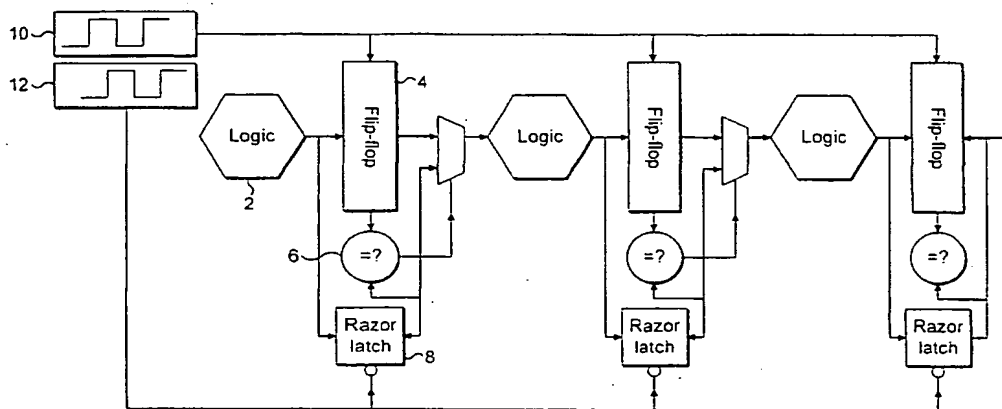 10
12
Logic
2
Flip-flop
4
6
=?
Razor
latch
8
Logic
Flip-flop
=?
Razor
latch
Logic
Flip-flop
=?
Razor
latch